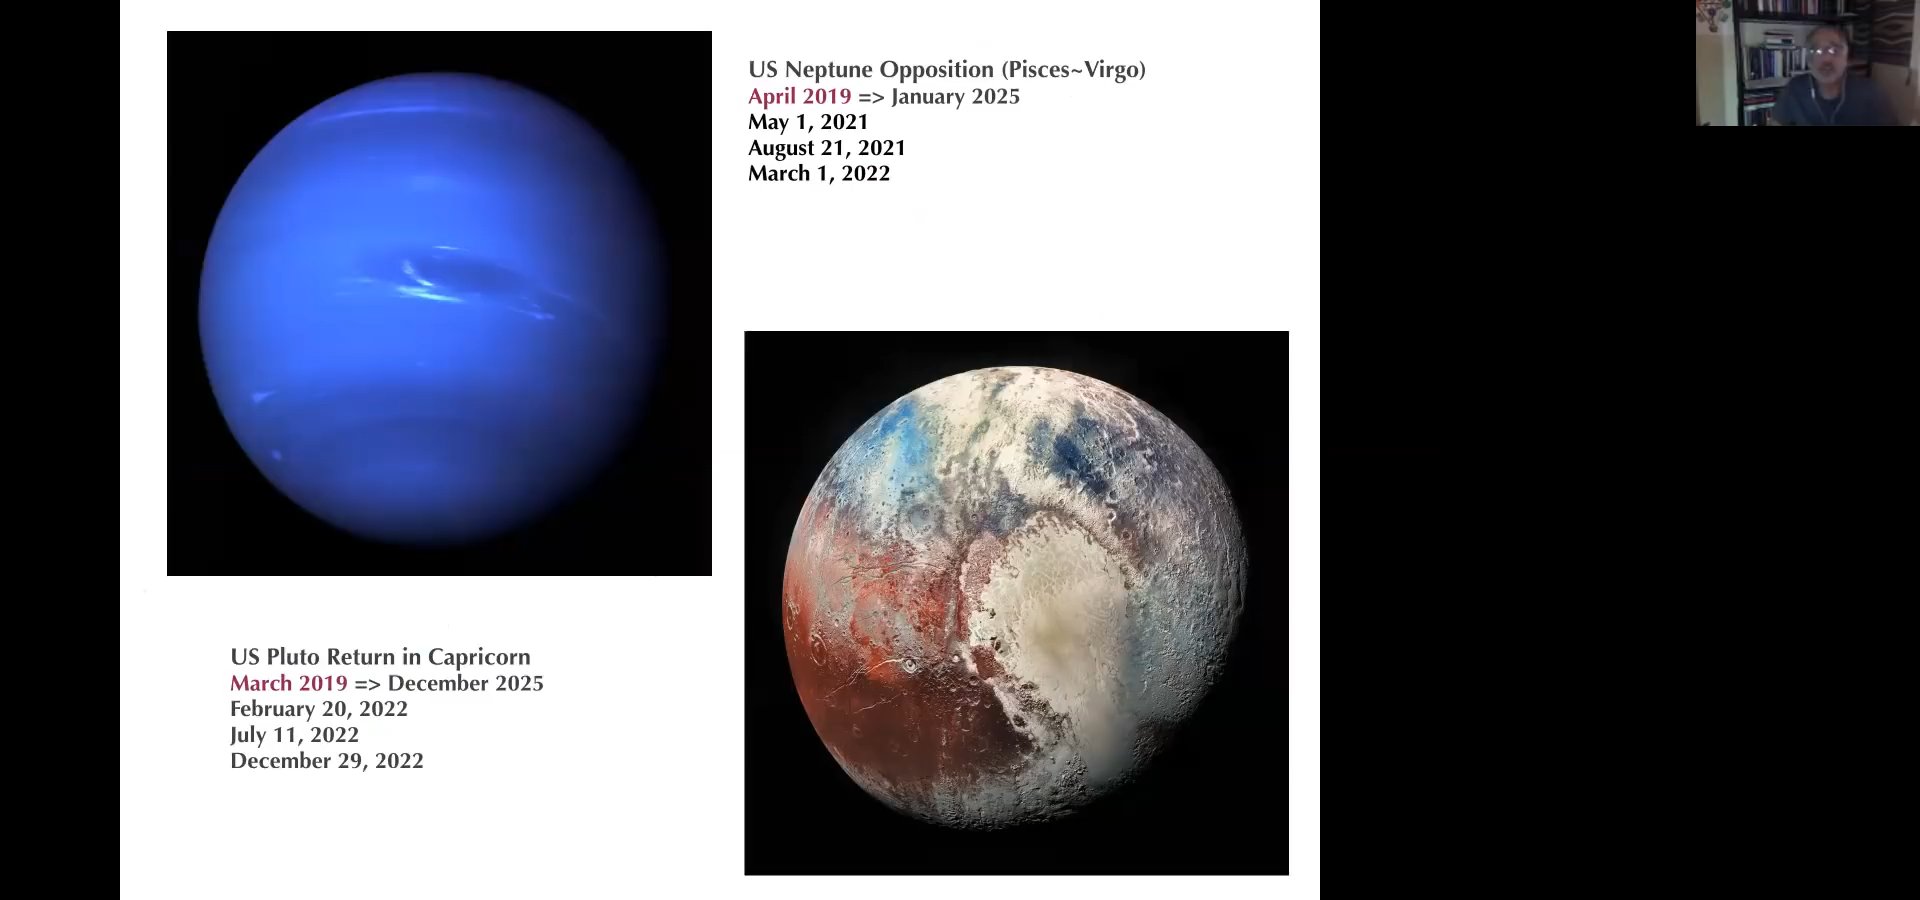 US Neptune Opposition (Pisces~Virgo)
April 2019 => January 2025
May 1, 2021
August 21, 2021
March 1, 2022
US Pluto Return in Capricorn
March 2019 => December 2025
February 20, 2022
July 11, 2022
December 29, 2022